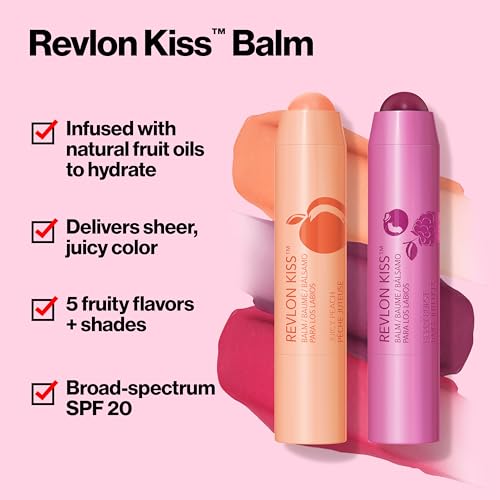 Revlon Kiss™ Balm
Infused with
natural fruit oils
to hydrate
Delivers sheer,
juicy color
5 fruity flavors
+ shades
Broad-spectrum
SPF 20
REVLON KISS™
BALM / BAUME / BÁLSAMO
PARA LOS LABIOS
JUICY PEACH
PÊCHE JUTEUSE
REVLON KISS™
BALM / BAUME / BÁLSAMO
PARA LOS LABIOS